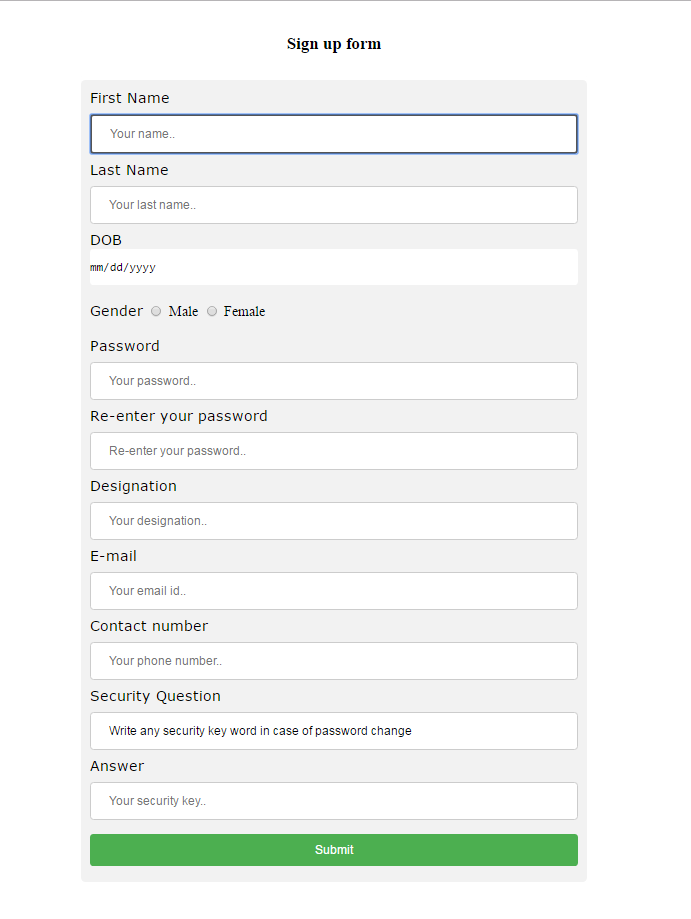 Sign up form
First Name
Your name..
Last Name
Your last name..
DOB
mm/dd/yyyy
Gender Male Female
Password
Your password..
Re-enter your password
Re-enter your password..
Designation
Your designation..
E-mail
Your email id..
Contact number
Your phone number..
Security Question
Write any security key word in case of password change
Answer
Your security key..
Submit